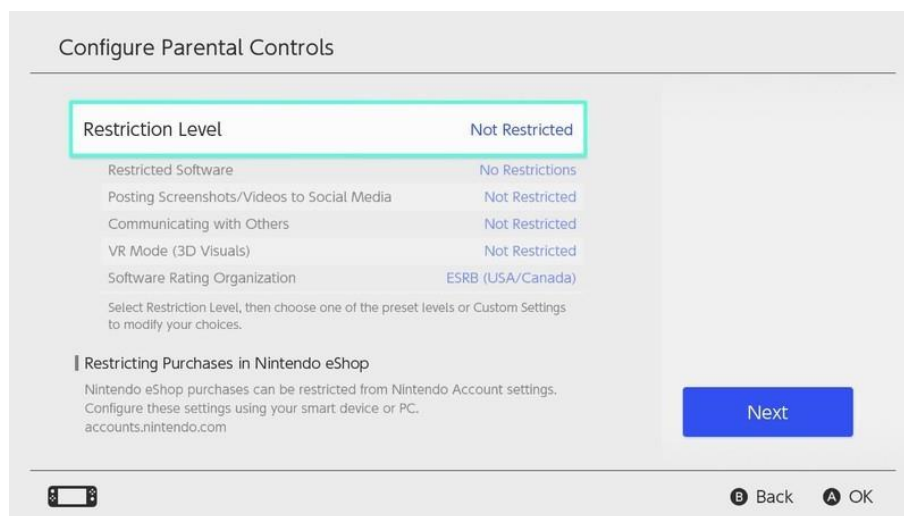 Configure Parental Controls
Restriction Level Not Restricted
Restricted Software No Restrictions
Posting Screenshots/Videos to Social Media Not Restricted
Communicating with Others Not Restricted
VR Mode (3D Visuals) Not Restricted
Software Rating Organization ESRB (USA/Canada)
Select Restriction Level, then choose one of the preset levels or Custom Settings
to modify your choices.
Restricting Purchases in Nintendo eShop
Nintendo eShop purchases can be restricted from Nintendo Account settings.
Configure these settings using your smart device or PC.
accounts.nintendo.com
Next
B Back A OK